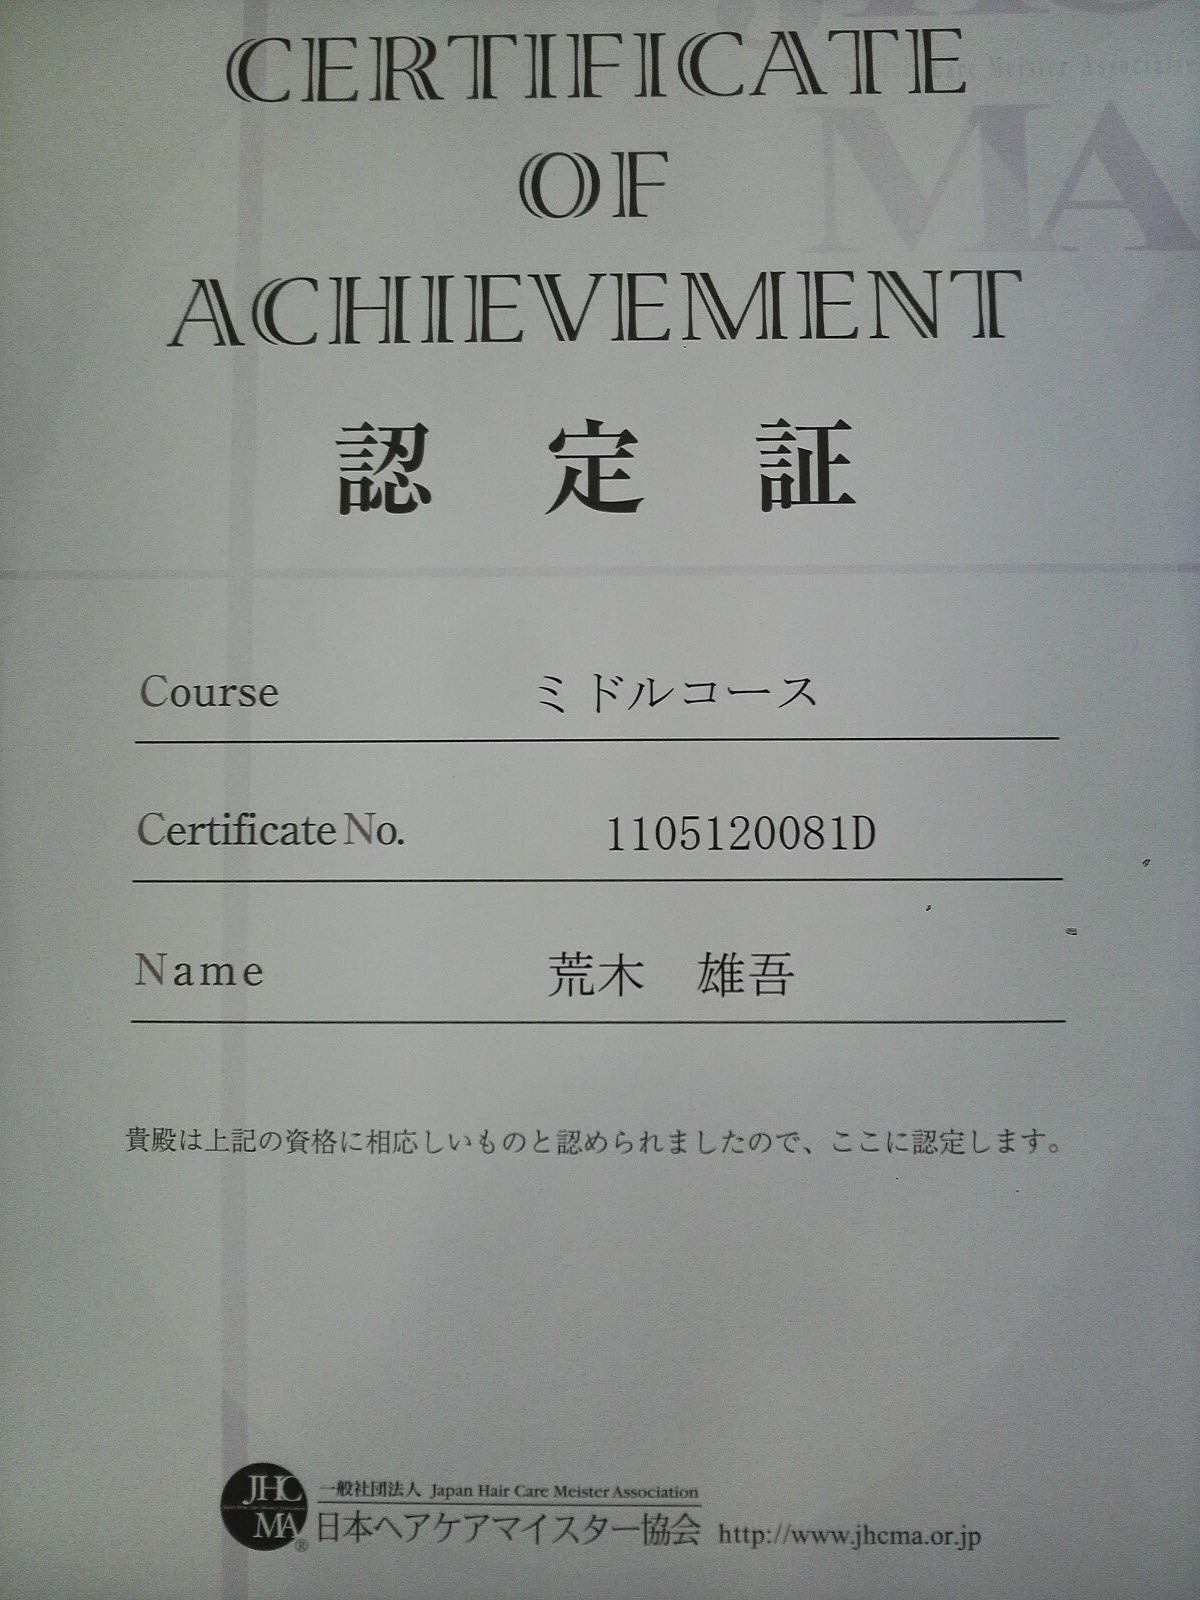 CERTIFICATE
OF
ACHIEVEMENT
認 定 証
Course ミドルコース
Certificate No. 1105120081D
Name 荒木 雄吾
貴殿は上記の資格に相応しいものと認められましたので、ここに認定します。
JHC
MA®
一般社団法人 Japan Hair Care Meister Association
日本ヘアケアマイスター協会 http://www.jhcma.or.jp